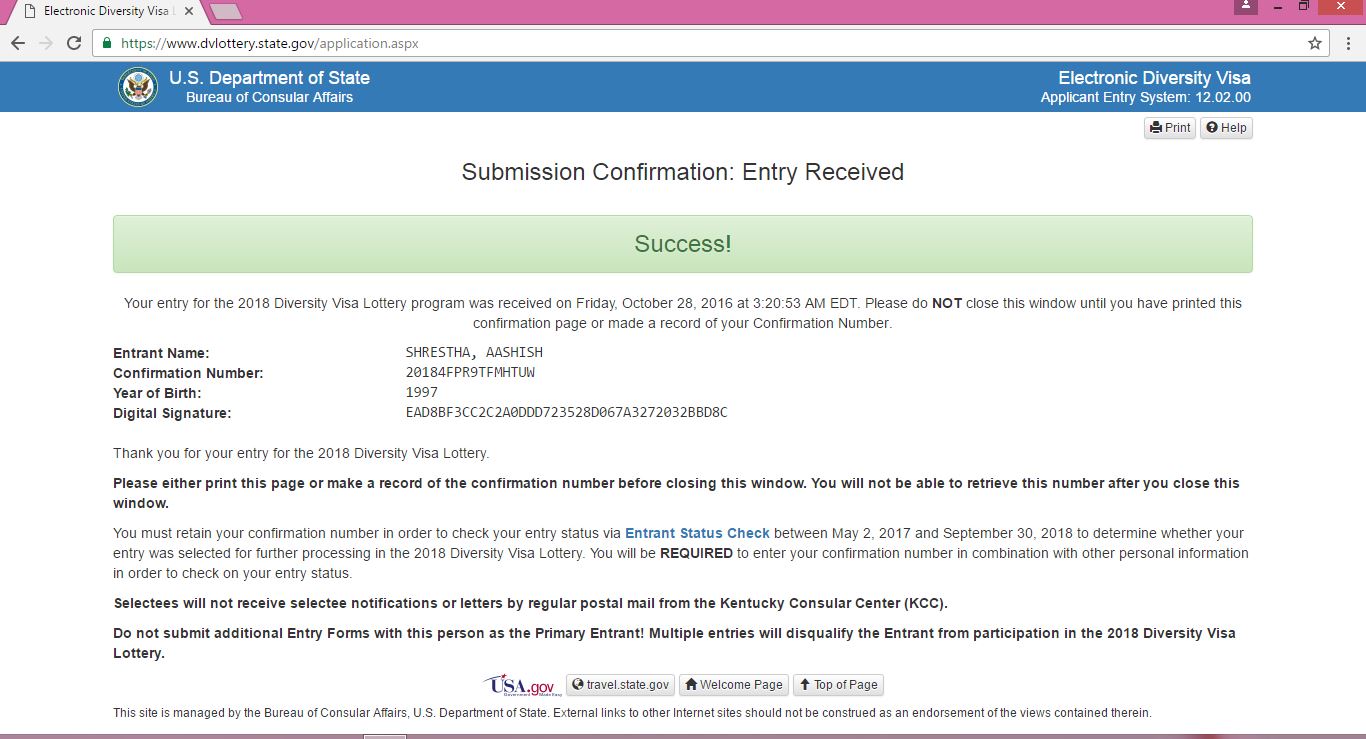 Electronic Diversity Visa
https://www.dvlottery.state.gov/application.aspx
U.S. Department of State
Bureau of Consular Affairs
Electronic Diversity Visa
Applicant Entry System: 12.02.00
Print Help
Submission Confirmation: Entry Received
Success!
Your entry for the 2018 Diversity Visa Lottery program was received on Friday, October 28, 2016 at 3:20:53 AM EDT. Please do NOT close this window until you have printed this
confirmation page or made a record of your Confirmation Number.
Entrant Name: SHRESTHA, AASHISH
Confirmation Number: 20184FPR9TFMHTUW
Year of Birth: 1997
Digital Signature: EAD8BF3CC2C2A0DDD723528D067A3272032BBD8C
Thank you for your entry for the 2018 Diversity Visa Lottery.
Please either print this page or make a record of the confirmation number before closing this window. You will not be able to retrieve this number after you close this
window.
You must retain your confirmation number in order to check your entry status via Entrant Status Check between May 2, 2017 and September 30, 2018 to determine whether your
entry was selected for further processing in the 2018 Diversity Visa Lottery. You will be REQUIRED to enter your confirmation number in combination with other personal information
in order to check on your entry status.
Selectees will not receive selectee notifications or letters by regular postal mail from the Kentucky Consular Center (KCC).
Do not submit additional Entry Forms with this person as the Primary Entrant! Multiple entries will disqualify the Entrant from participation in the 2018 Diversity Visa
Lottery.
USA.gov travel.state.gov Welcome Page Top of Page
Government Made Easy
This site is managed by the Bureau of Consular Affairs, U.S. Department of State. External links to other Internet sites should not be construed as an endorsement of the views contained therein.